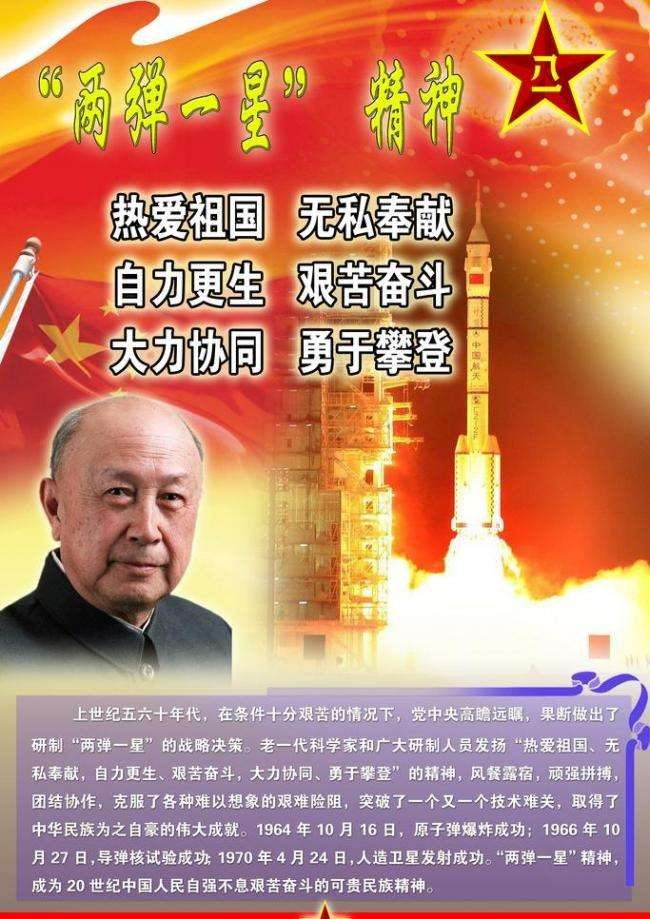 “两弹一星” 精神
八一
热爱祖国 无私奉献
自力更生 艰苦奋斗
大力协同 勇于攀登
中国航天
上世纪五六十年代，在条件十分艰苦的情况下，党中央高瞻远瞩，果断做出了
研制“两弹一星”的战略决策。老一代科学家和广大研制人员发扬“热爱祖国、无
私奉献，自力更生、艰苦奋斗，大力协同、勇于攀登”的精神，风餐露宿，顽强拼搏，
团结协作，克服了各种难以想象的艰难险阻，突破了一个又一个技术难关，取得了
中华民族为之自豪的伟大成就。1964 年 10 月 16 日，原子弹爆炸成功；1966 年 10
月 27 日,导弹核试验成功; 1970 年 4 月 24 日,人造卫星发射成功。“两弹一星”精神，
成为 20 世纪中国人民自强不息艰苦奋斗的可贵民族精神。